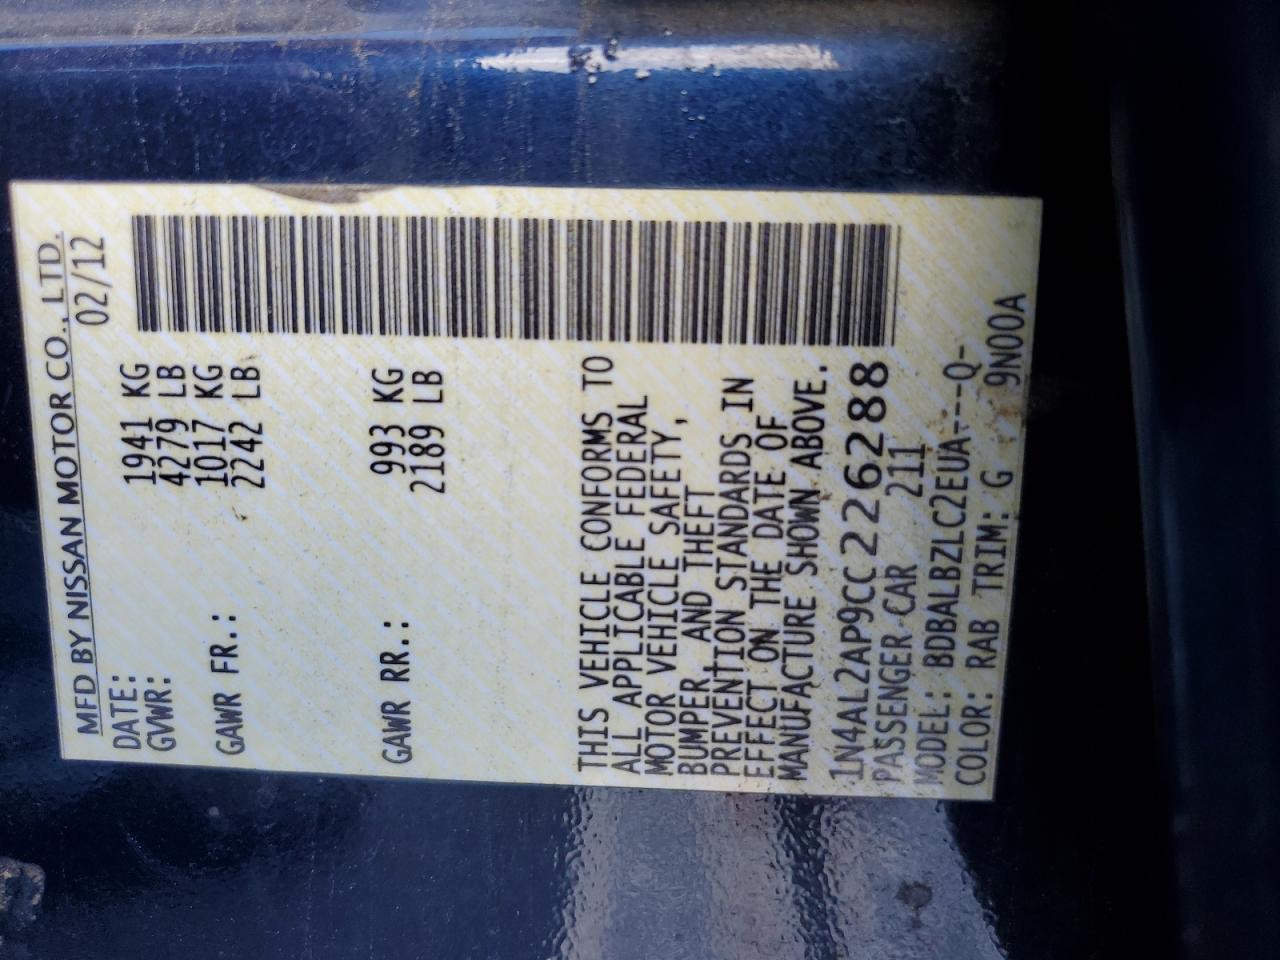 MFD BY NISSAN MOTOR CO., LTD.
DATE: 02/12
GVWR: 1941 KG
4279 LB
GAWR FR.: 1017 KG
2242 LB
GAWR RR.: 993 KG
2189 LB
THIS VEHICLE CONFORMS TO
ALL APPLICABLE FEDERAL
MOTOR VEHICLE SAFETY,
BUMPER, AND THEFT
PREVENTION STANDARDS IN
EFFECT ON THE DATE OF
MANUFACTURE SHOWN ABOVE.
1N4AL2AP9CC226288
PASSENGER CAR 211
MODEL: BDBALBZLC2EUA---Q-
COLOR: RAB TRIM: G 9N00A